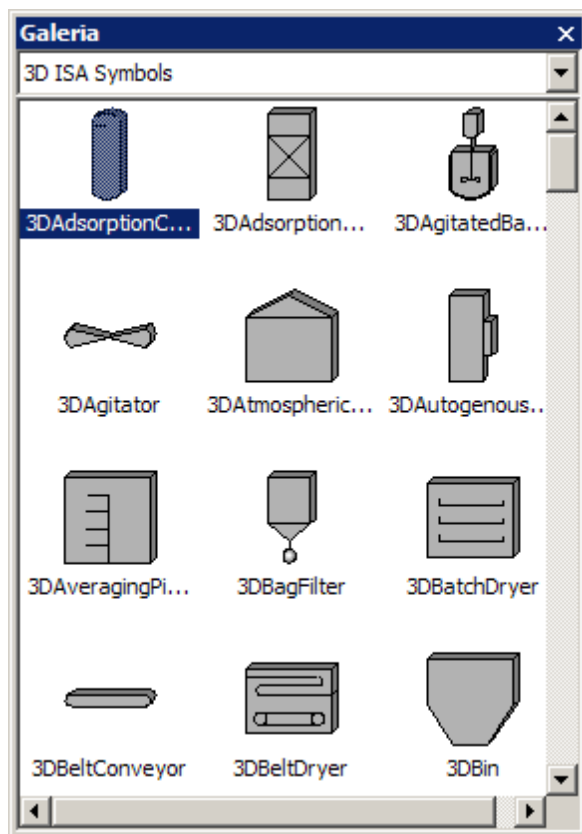 Galeria
3D ISA Symbols
3DAdsorptionC... 3DAdsorption... 3DAgitatedBa...
3DAgitator 3DAtmospheric... 3DAutogenous...
3DAveragingPi... 3DBagFilter 3DBatchDryer
3DBeltConveyor 3DBeltDryer 3DBin